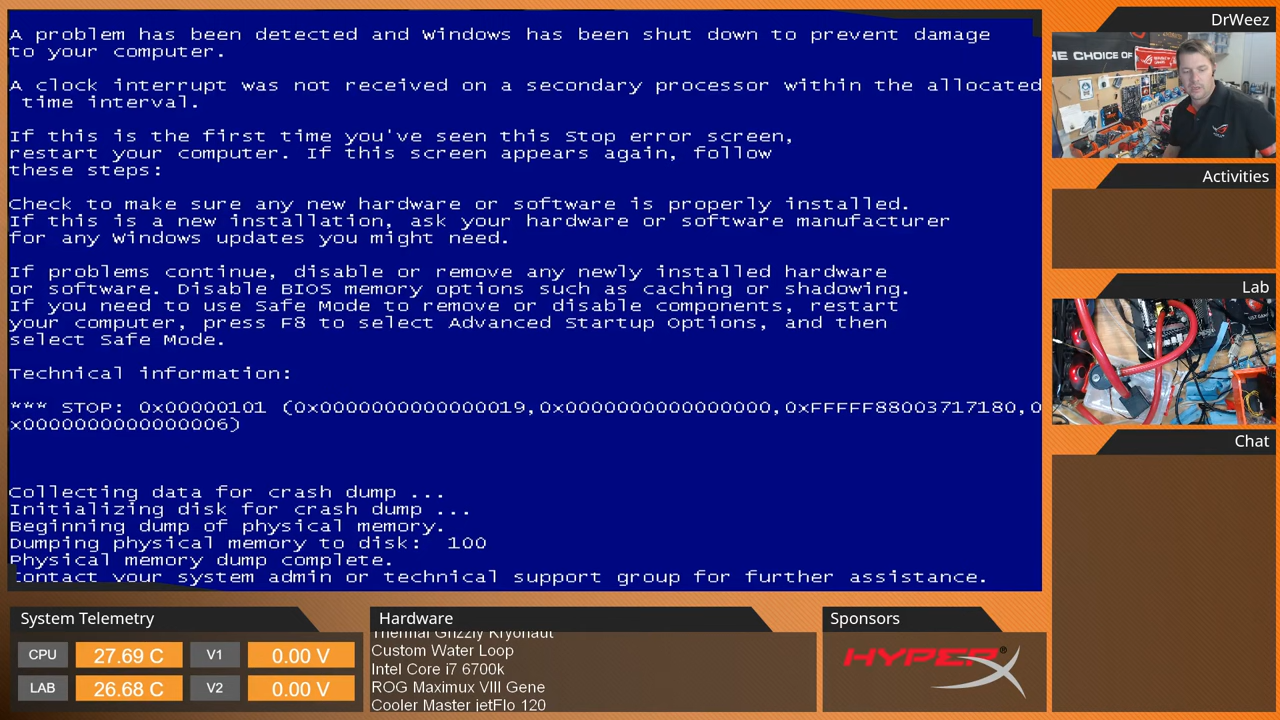 A problem has been detected and Windows has been shut down to prevent damage
to your computer.
A clock interrupt was not received on a secondary processor within the allocated
time interval.
If this is the first time you've seen this Stop error screen,
restart your computer. If this screen appears again, follow
these steps:
Check to make sure any new hardware or software is properly installed.
If this is a new installation, ask your hardware or software manufacturer
for any Windows updates you might need.
If problems continue, disable or remove any newly installed hardware
or software. Disable BIOS memory options such as caching or shadowing.
If you need to use Safe Mode to remove or disable components, restart
your computer, press F8 to select Advanced Startup Options, and then
select Safe Mode.
Technical information:
*** STOP: 0x00000101 (0x0000000000000019,0x0000000000000000,0xFFFFF88003717180,0
x0000000000000006)
Collecting data for crash dump ...
Initializing disk for crash dump ...
Beginning dump of physical memory.
Dumping physical memory to disk: 100
Physical memory dump complete.
Contact your system admin or technical support group for further assistance.
DrWeez
THE CHOICE OF
Activities
Lab
Chat
System Telemetry
CPU 27.69 C V1 0.00 V
LAB 26.68 C V2 0.00 V
Hardware
Thermal Grizzly Kryonaut
Custom Water Loop
Intel Core i7 6700k
ROG Maximux VIII Gene
Cooler Master jetFlo 120
Sponsors
HYPERX